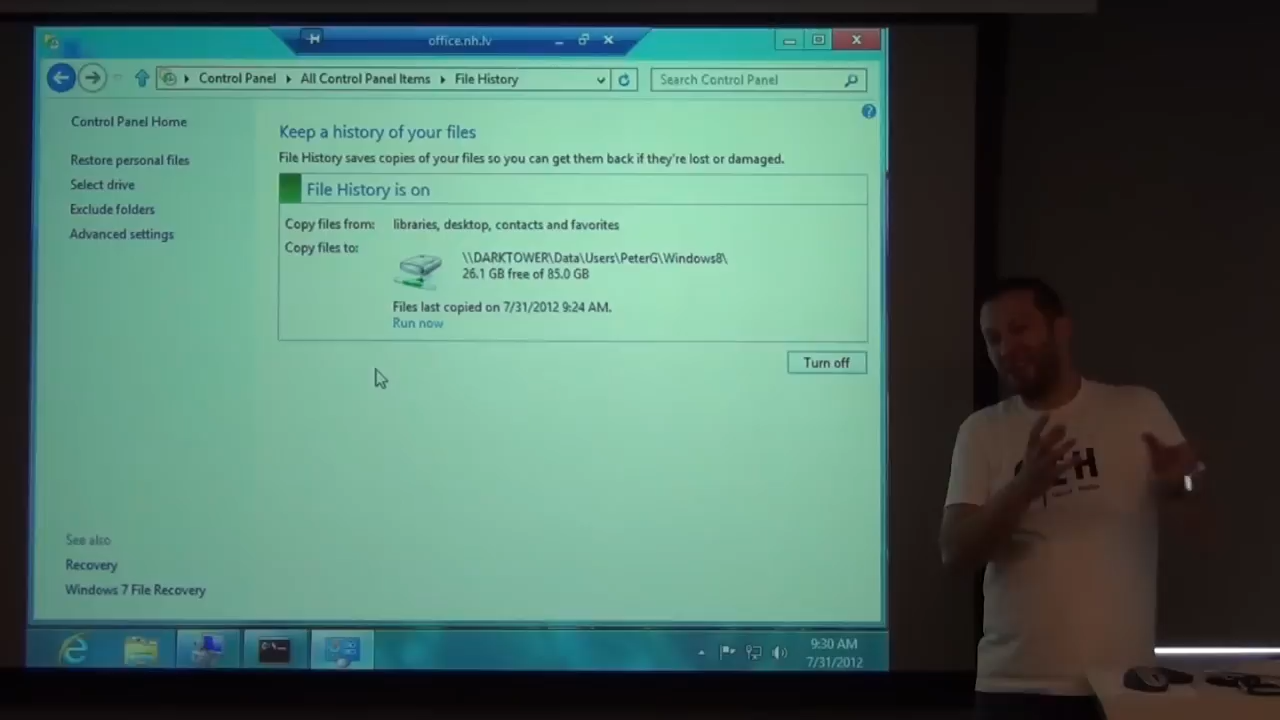 office.nh.lv
Control Panel
All Control Panel Items
File History
Search Control Panel
Control Panel Home
Restore personal files
Select drive
Exclude folders
Advanced settings
Keep a history of your files
File History saves copies of your files so you can get them back if they're lost or damaged.
File History is on
Copy files from: libraries, desktop, contacts and favorites
Copy files to:
\\DARKTOWER\Data\Users\PeterG\Windows8\
26.1 GB free of 85.0 GB
Files last copied on 7/31/2012 9:24 AM.
Run now
Turn off
See also
Recovery
Windows 7 File Recovery
9:30 AM
7/31/2012